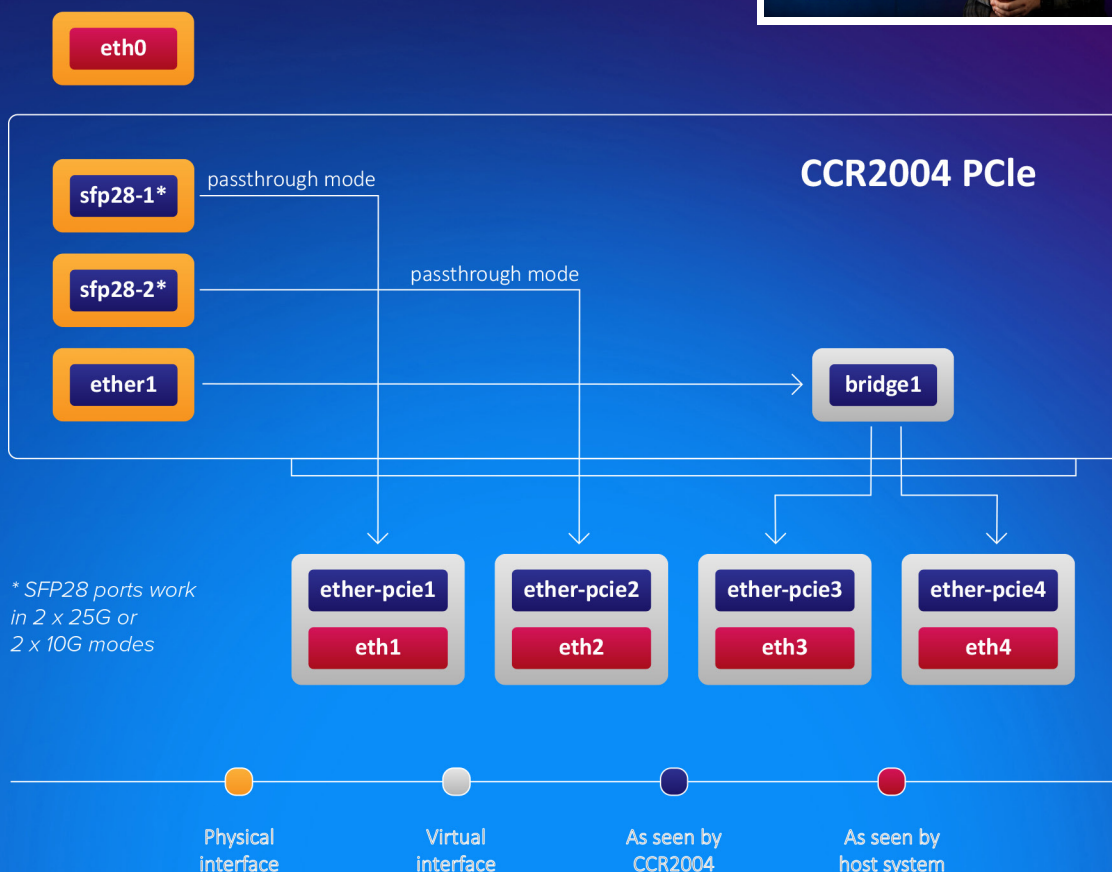 eth0
CCR2004 PCle
sfp28-1*
passthrough mode
sfp28-2*
passthrough mode
ether1
bridge1
* SFP28 ports work
in 2 x 25G or
2 x 10G modes
ether-pcie1
eth1
ether-pcie2
eth2
ether-pcie3
eth3
ether-pcie4
eth4
Physical
interface
Virtual
interface
As seen by
CCR2004
As seen by
host system